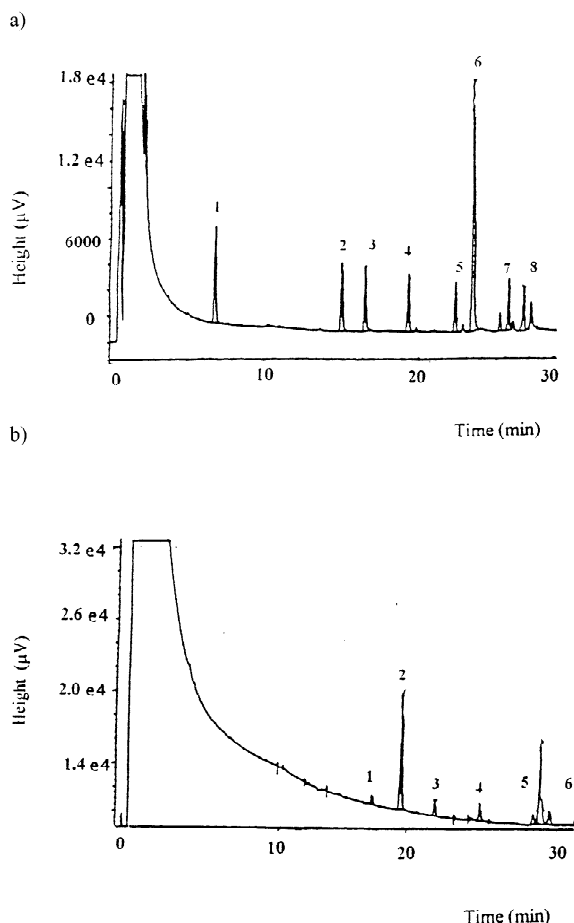 a)
6
1.8 e4
1.2 e4
1
6000
2 3 4 5 7 8
0
Height (µV)
0 10 20 30
Time (min)
b)
3.2 e4
2.6 e4
2.0 e4
2
1.4 e4
1 3 4 5 6
Height (µV)
0 10 20 30
Time (min)